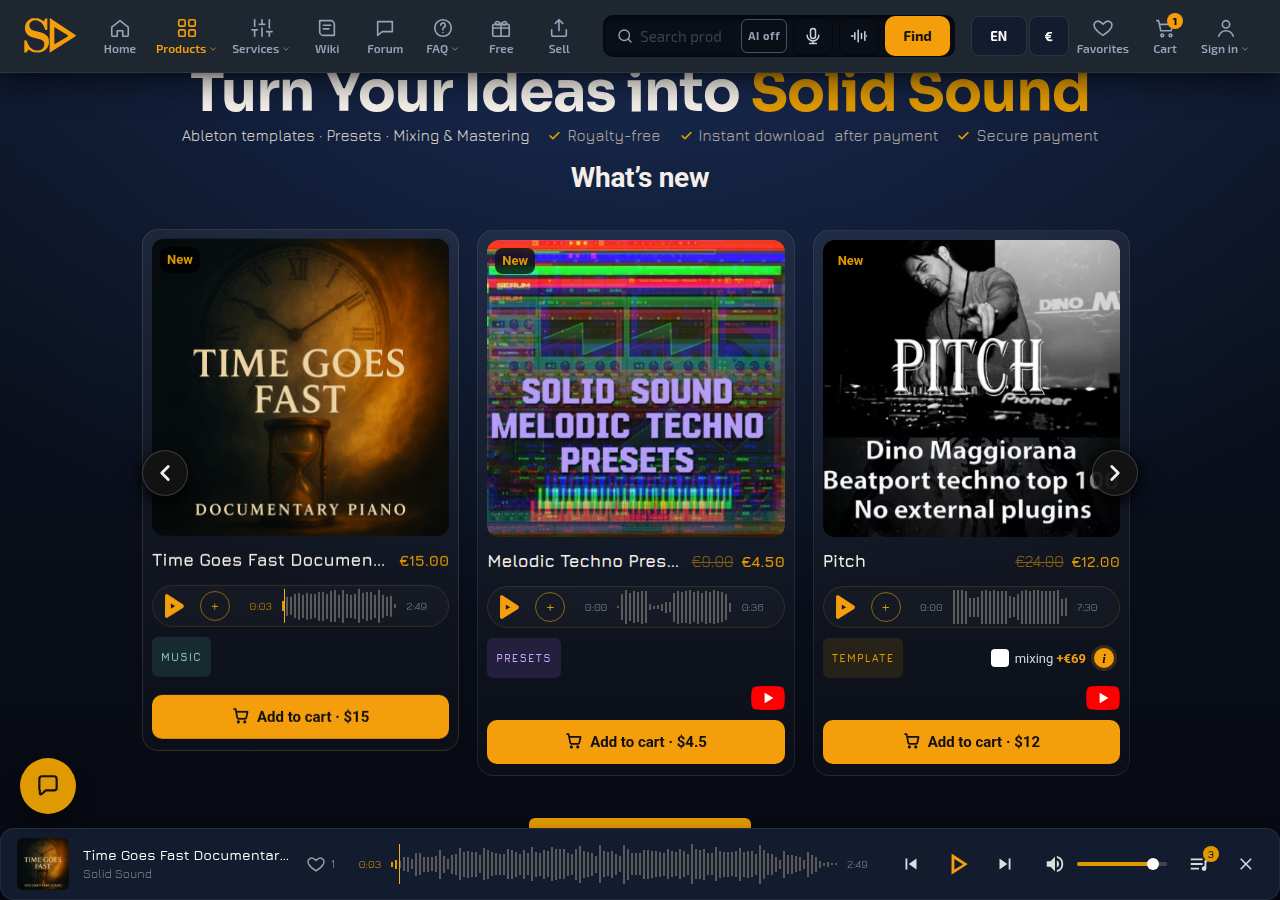 Home
Products
Services
Wiki
Forum
FAQ
Free
Sell
Search prod
AI off
Find
EN
€
Favorites
1
Cart
Sign in
Turn Your Ideas into Solid Sound
Ableton templates · Presets · Mixing & Mastering
Royalty-free
Instant download after payment
Secure payment
What's new
New
TIME GOES
FAST
DOCUMENTARY PIANO
Time Goes Fast Documen...
€15.00
0:03
2:49
MUSIC
Add to cart · $15
New
SERUM
SOLID SOUND
MELODIC TECHNO
PRESETS
Melodic Techno Pres...
€9.00
€4.50
0:00
0:36
PRESETS
Add to cart · $4.5
New
DINO M
PITCH
Pioneer
Dino Maggiorana
Beatport techno top 10
No external plugins
Pitch
€24.00
€12.00
0:00
7:30
TEMPLATE
mixing +€69
i
Add to cart · $12
TIME GOES
FAST
Time Goes Fast Documentar...
Solid Sound
1
0:03
2:49
3